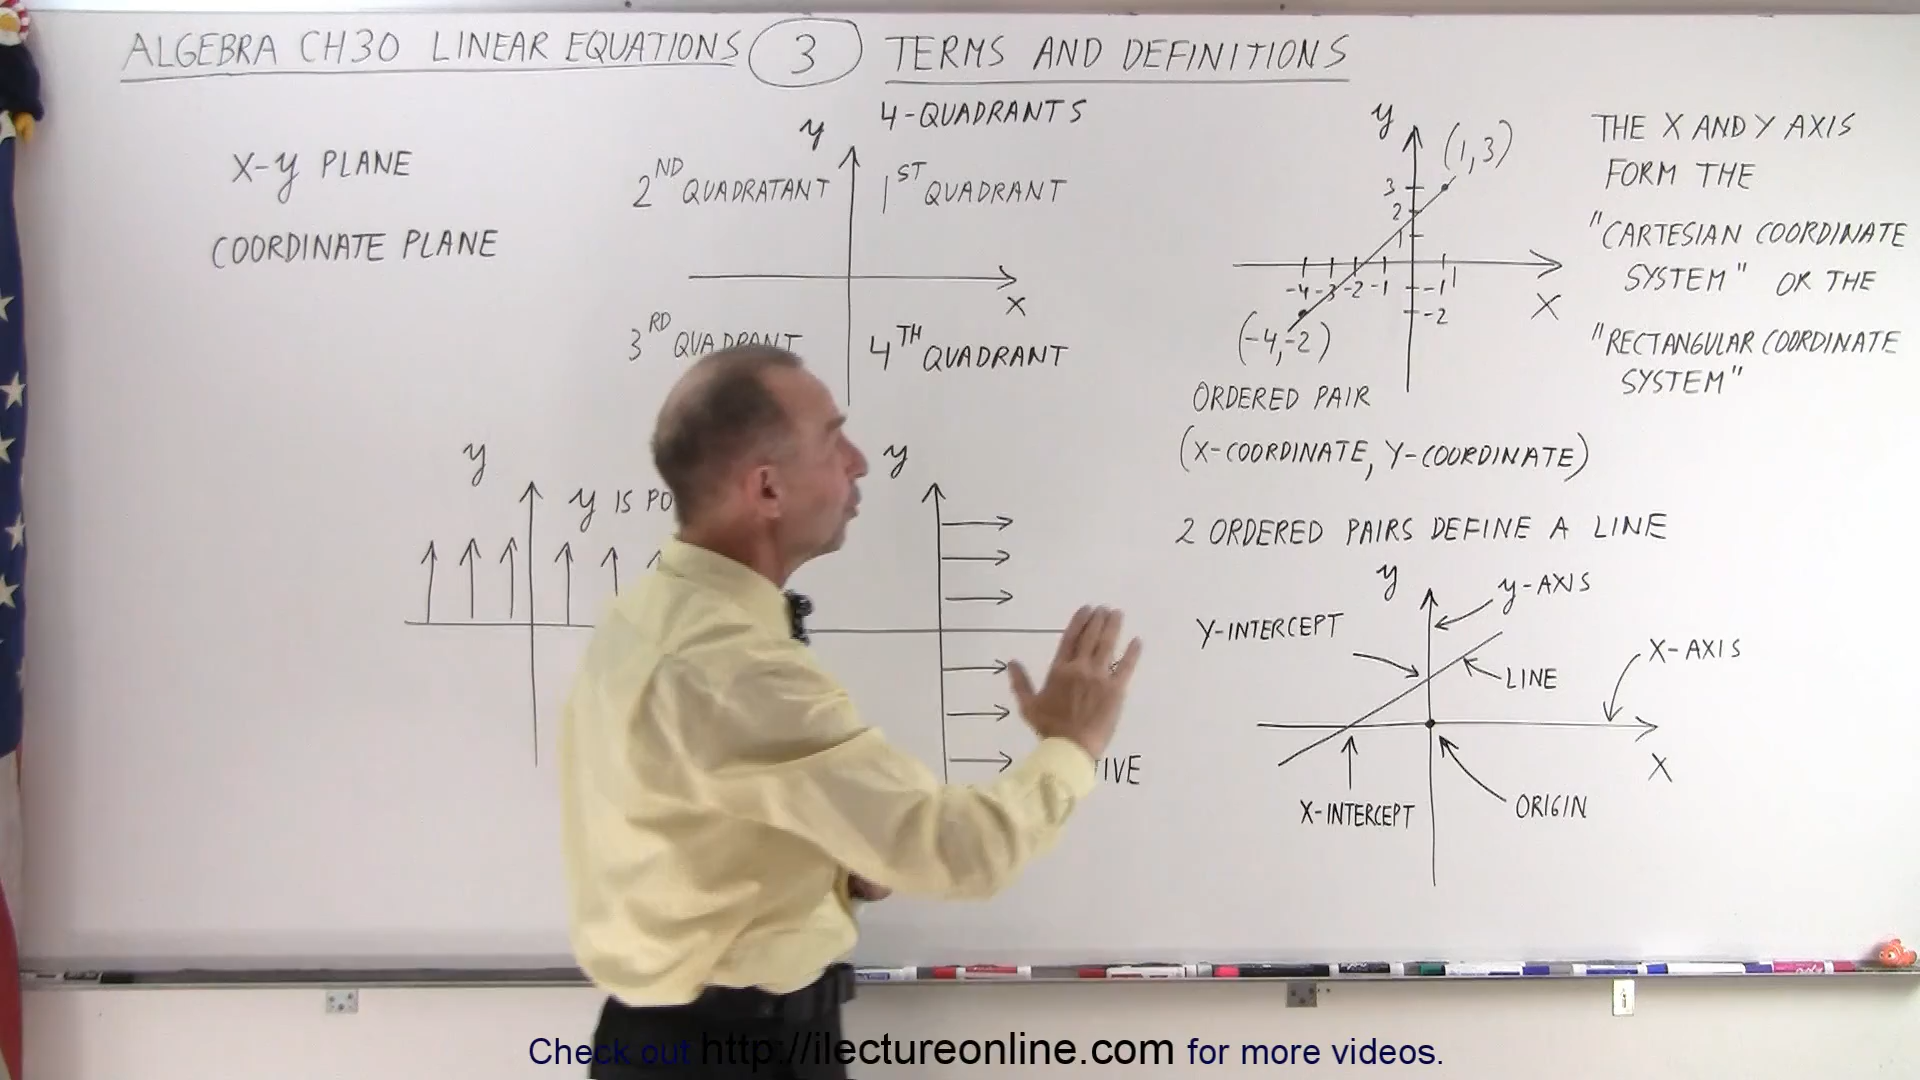 ALGEBRA CH30 LINEAR EQUATIONS 3 TERMS AND DEFINITIONS
X-y PLANE
COORDINATE PLANE
4-QUADRANTS
y
2ND QUADRATANT
1ST QUADRANT
x
3RD QUADRANT
4TH QUADRANT
y
(1,3)
3
2
1
-4 -3 -2 -1
1
-1
-2
X
(-4,-2)
THE X AND Y AXIS
FORM THE
"CARTESIAN COORDINATE
SYSTEM" OR THE
"RECTANGULAR COORDINATE
SYSTEM"
ORDERED PAIR
(X-COORDINATE, Y-COORDINATE)
2 ORDERED PAIRS DEFINE A LINE
y
y IS
y
y
y-AXIS
Y-INTERCEPT
X-AXIS
LINE
X
X-INTERCEPT
ORIGIN
Check out http://ilectureonline.com for more videos.